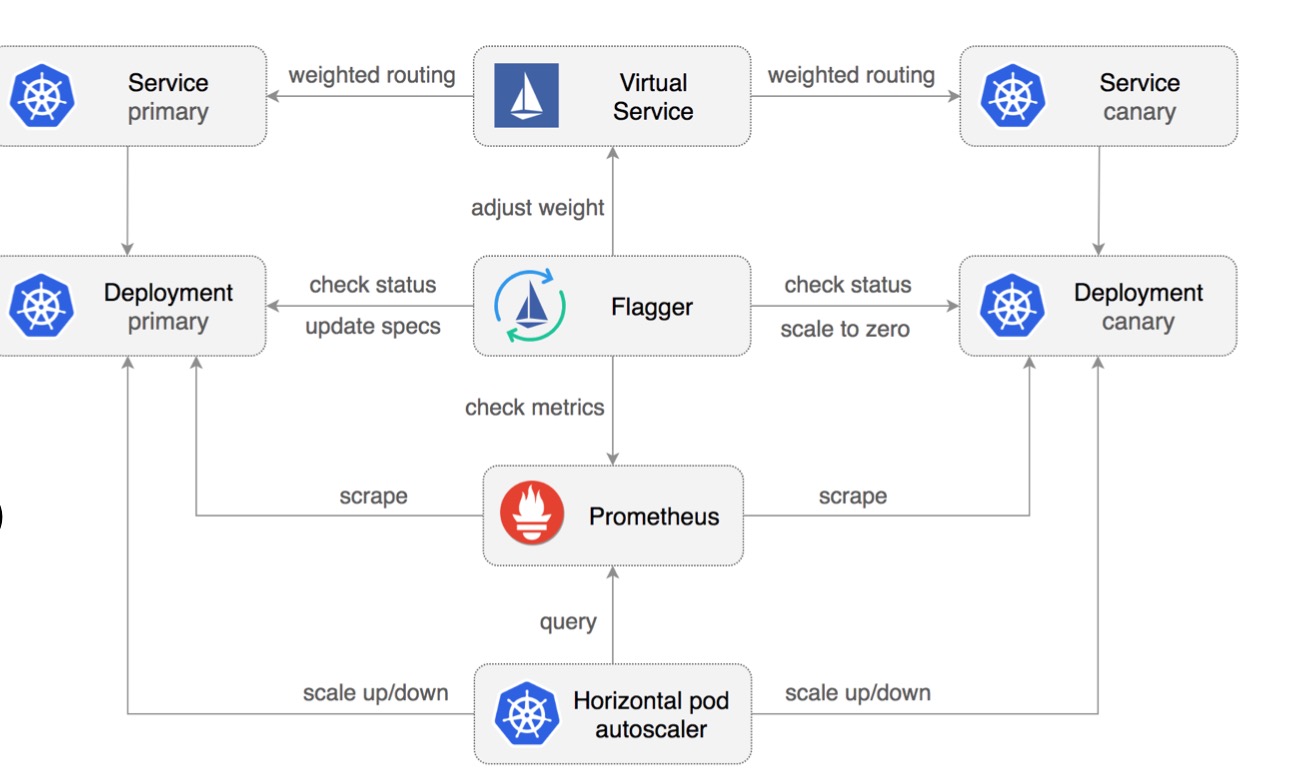 Service
primary
weighted routing
Virtual
Service
weighted routing
Service
canary
adjust weight
Deployment
primary
check status
update specs
Flagger
check status
scale to zero
Deployment
canary
check metrics
scrape
Prometheus
scrape
query
scale up/down
Horizontal pod
autoscaler
scale up/down
)